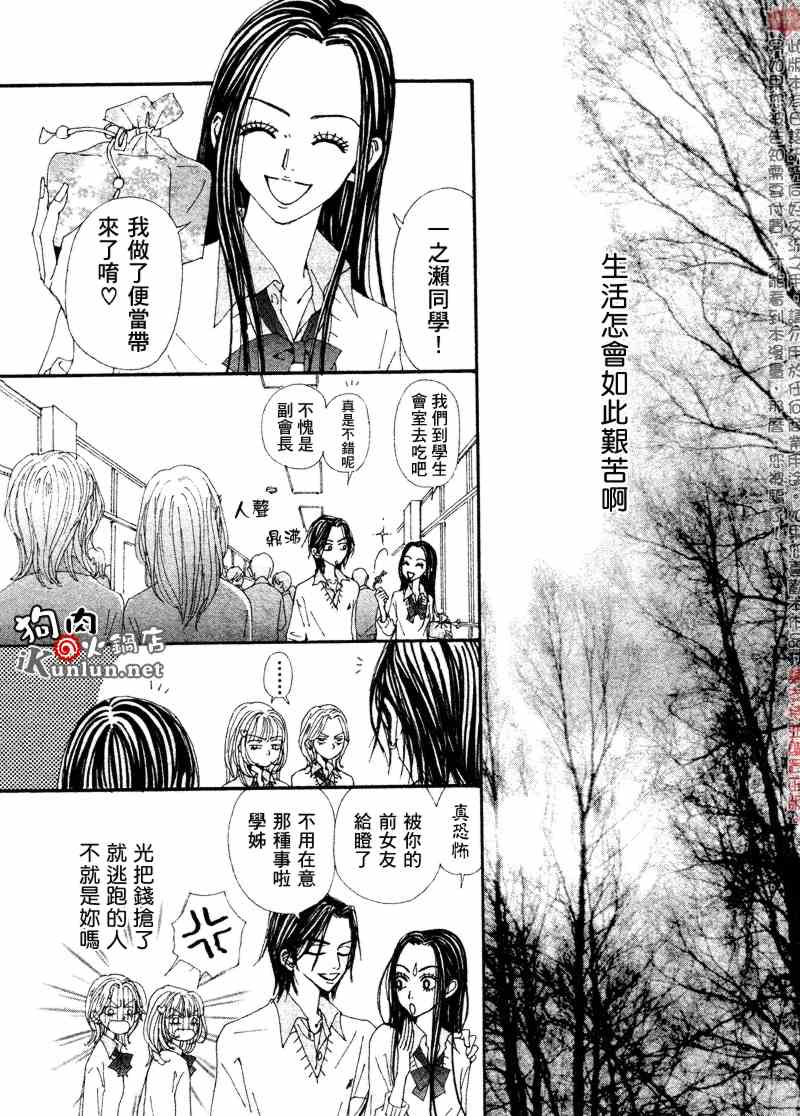 生活怎會如此艱苦啊
一之瀨同學！
我做了便當帶
來了唷♡
我們到學生
會室去吃吧
真是不錯呢
不愧是
副會長
人聲
鼎沸
狗肉
火鍋店
iKunlun.net
……
真恐怖
被你的
前女友
給瞪了
不用在意
那種事啦
學姊
光把錢搶了
就逃跑的人
不就是妳嗎